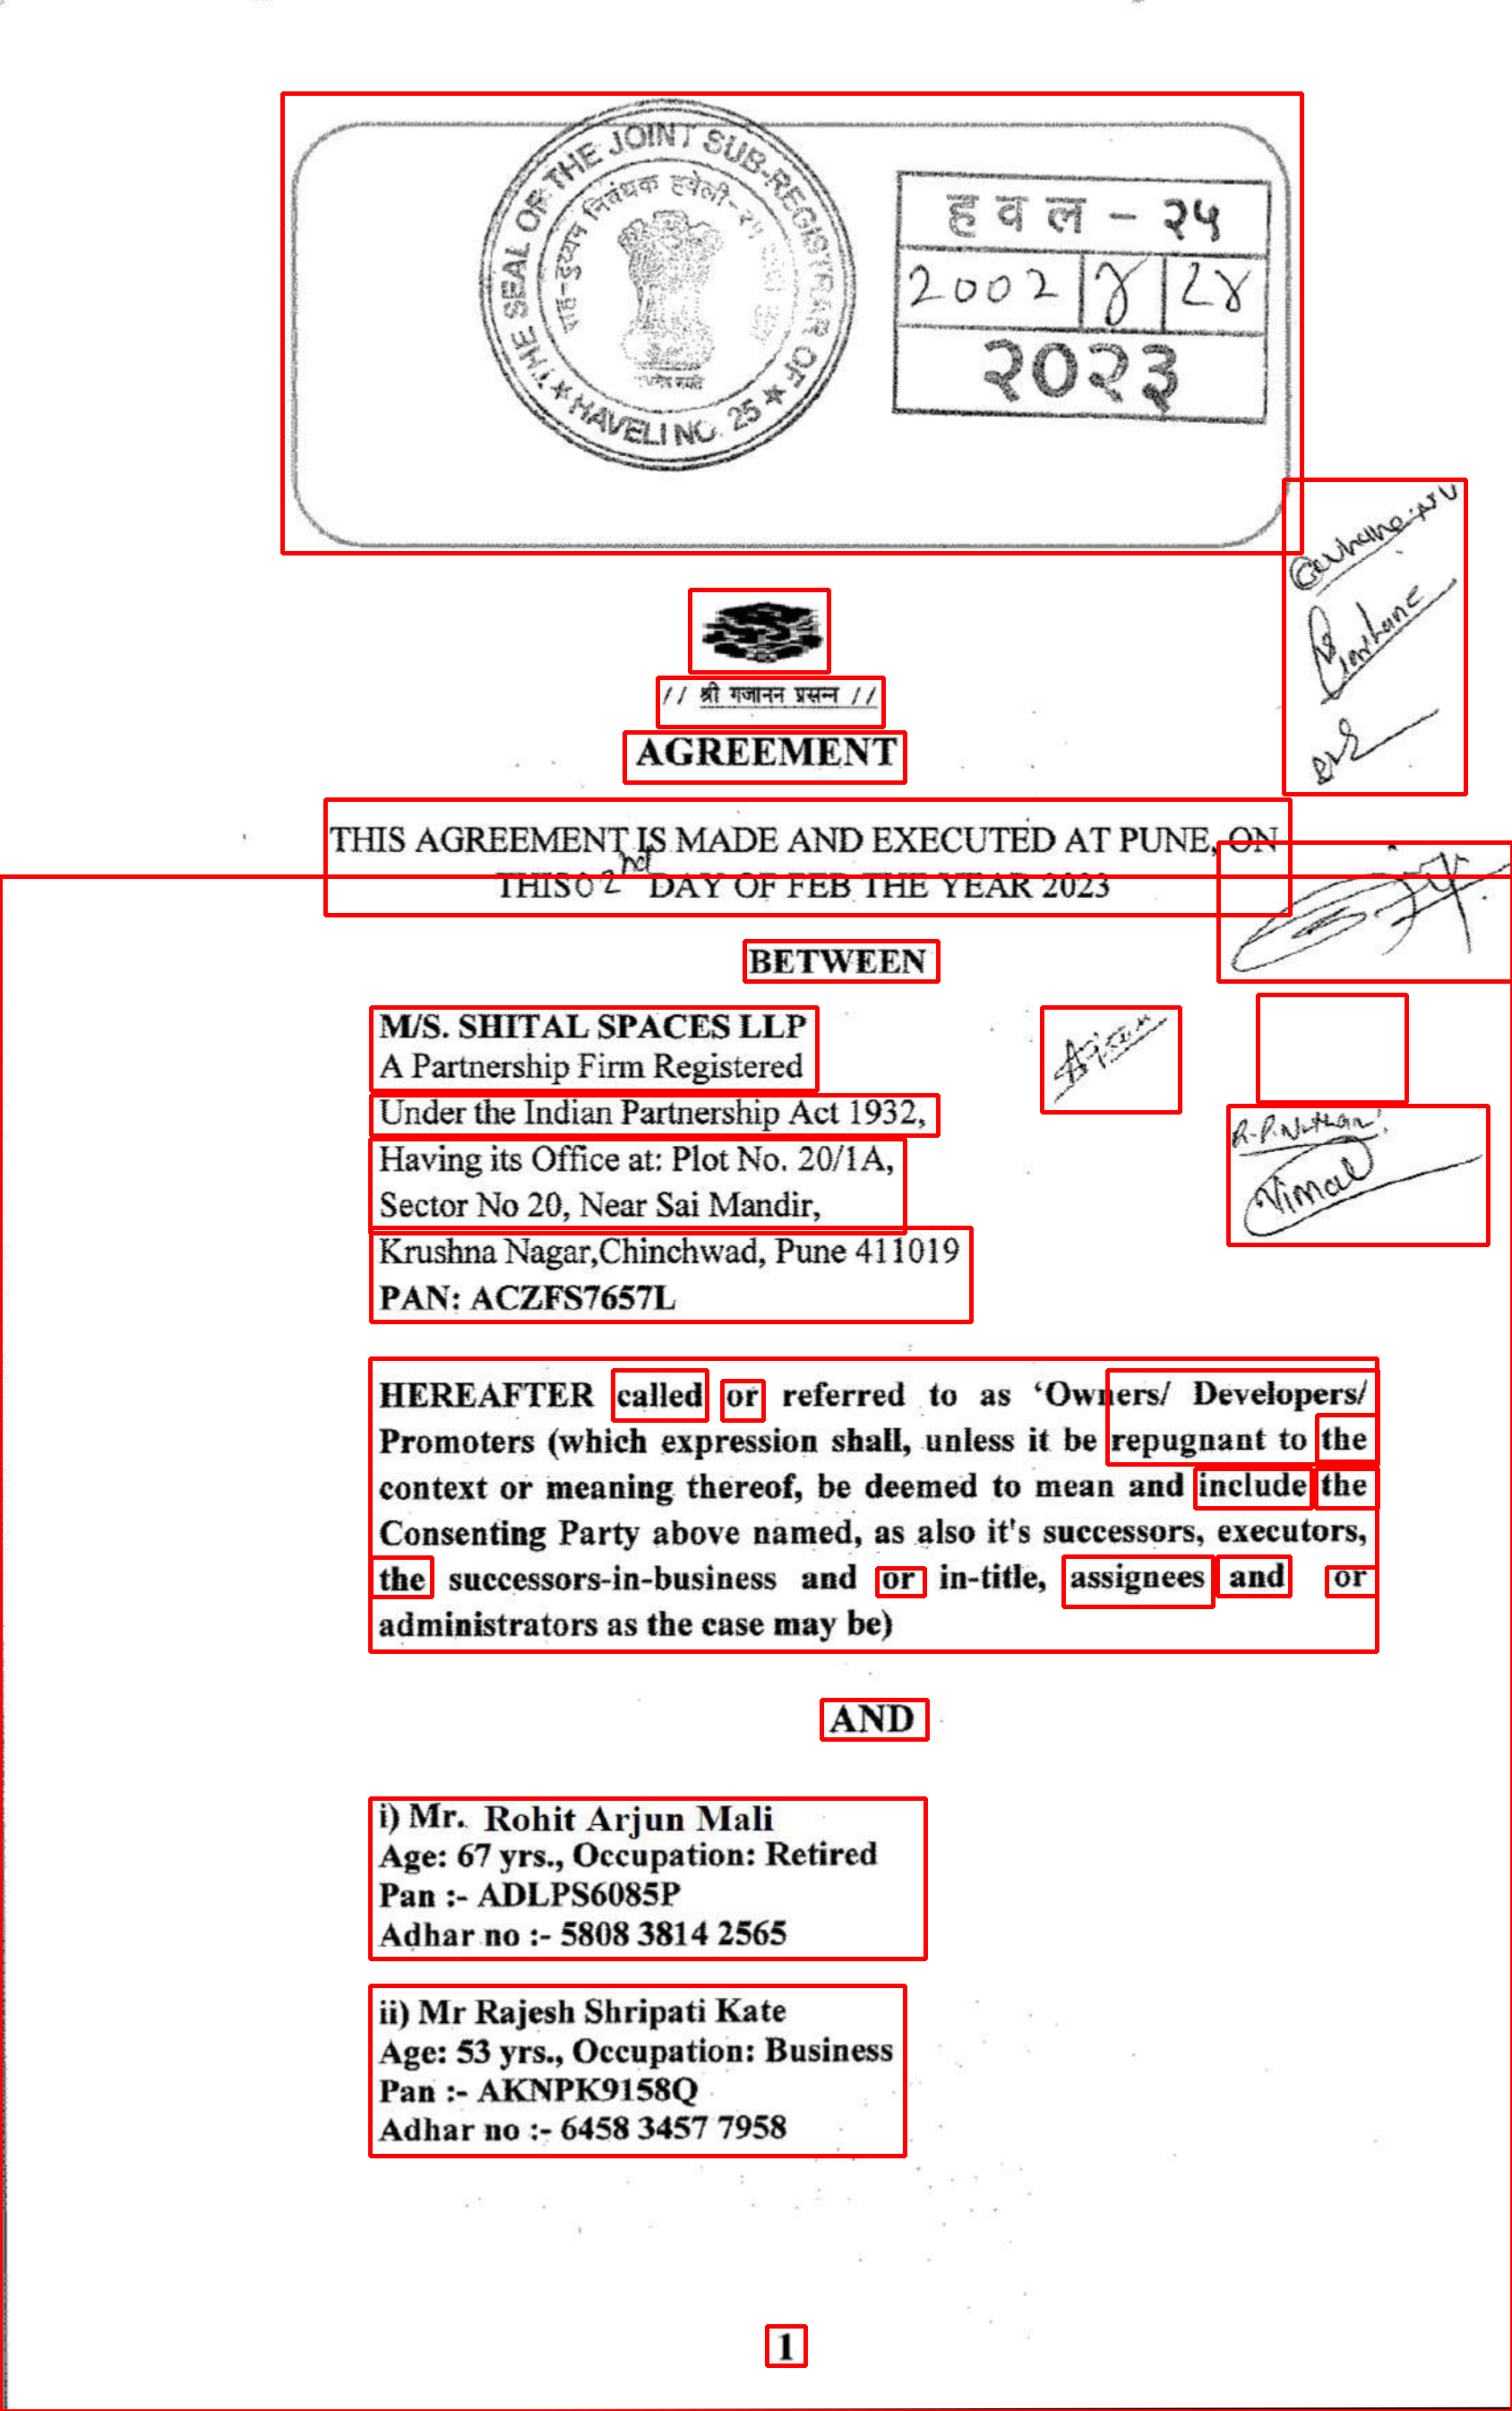 THE SEAL OF THE JOINT SUB-REGISTRAR OF
★ HAVELI NO. 25 ★
सह-दुय्यम निबंधक हवेली-२५
ह व ल - २५
2002 | ४ | ८४
२०२३
// श्री गजानन प्रसन्न //
AGREEMENT
THIS AGREEMENT IS MADE AND EXECUTED AT PUNE, ON
THIS 02nd DAY OF FEB THE YEAR 2023
BETWEEN
M/S. SHITAL SPACES LLP
A Partnership Firm Registered
Under the Indian Partnership Act 1932,
R.P.Nathan
Having its Office at: Plot No. 20/1A,
Vimal
Sector No 20, Near Sai Mandir,
Krushna Nagar,Chinchwad, Pune 411019
PAN: ACZFS7657L
HEREAFTER called or referred to as ‘Owners/ Developers/
Promoters (which expression shall, unless it be repugnant to the
context or meaning thereof, be deemed to mean and include the
Consenting Party above named, as also it's successors, executors,
the successors-in-business and or in-title, assignees and or
administrators as the case may be)
AND
i) Mr. Rohit Arjun Mali
Age: 67 yrs., Occupation: Retired
Pan :- ADLPS6085P
Adhar no :- 5808 3814 2565
ii) Mr Rajesh Shripati Kate
Age: 53 yrs., Occupation: Business
Pan :- AKNPK9158Q
Adhar no :- 6458 3457 7958
1